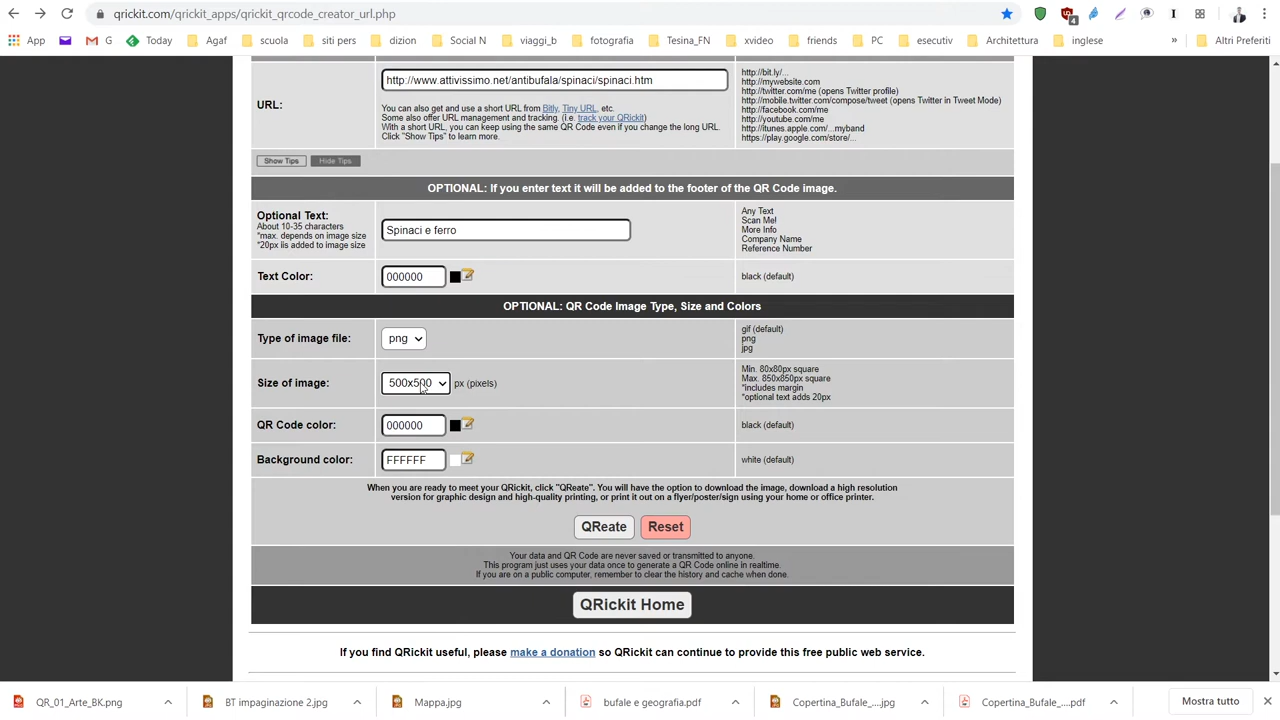 qrickit.com/qrickit_apps/qrickit_qrcode_creator_url.php
4
App
G
Today
Agaf
scuola
siti pers
dizion
Social N
viaggi_b
fotografia
Tesina_FN
xvideo
friends
PC
esecutiv
Architettura
inglese
»
Altri Preferiti
URL:
http://www.attivissimo.net/antibufala/spinaci/spinaci.htm
You can also get and use a short URL from Bitly, Tiny URL, etc.
Some also offer URL management and tracking. (i.e. track your QRickit)
With a short URL, you can keep using the same QR Code even if you change the long URL.
Click "Show Tips" to learn more.
http://bit.ly/...
http://mywebsite.com
http://twitter.com/me (opens Twitter profile)
http://mobile.twitter.com/compose/tweet (opens Twitter in Tweet Mode)
http://facebook.com/me
http://youtube.com/me
http://itunes.apple.com/...myband
https://play.google.com/store/...
Show Tips
Hide Tips
OPTIONAL: If you enter text it will be added to the footer of the QR Code image.
Optional Text:
About 10-35 characters
*max. depends on image size
*20px iis added to image size
Spinaci e ferro
Any Text
Scan Me!
More Info
Company Name
Reference Number
Text Color:
000000
black (default)
OPTIONAL: QR Code Image Type, Size and Colors
Type of image file:
png
gif (default)
png
jpg
Size of image:
500x500
px (pixels)
Min. 80x80px square
Max. 850x850px square
*includes margin
*optional text adds 20px
QR Code color:
000000
black (default)
Background color:
FFFFFF
white (default)
When you are ready to meet your QRickit, click "QReate". You will have the option to download the image, download a high resolution
version for graphic design and high-quality printing, or print it out on a flyer/poster/sign using your home or office printer.
QReate
Reset
Your data and QR Code are never saved or transmitted to anyone.
This program just uses your data once to generate a QR Code online in realtime.
If you are on a public computer, remember to clear the history and cache when done.
QRickit Home
If you find QRickit useful, please make a donation so QRickit can continue to provide this free public web service.
QR_01_Arte_BK.png
BT impaginazione 2.jpg
Mappa.jpg
bufale e geografia.pdf
Copertina_Bufale_....jpg
Copertina_Bufale_....pdf
Mostra tutto